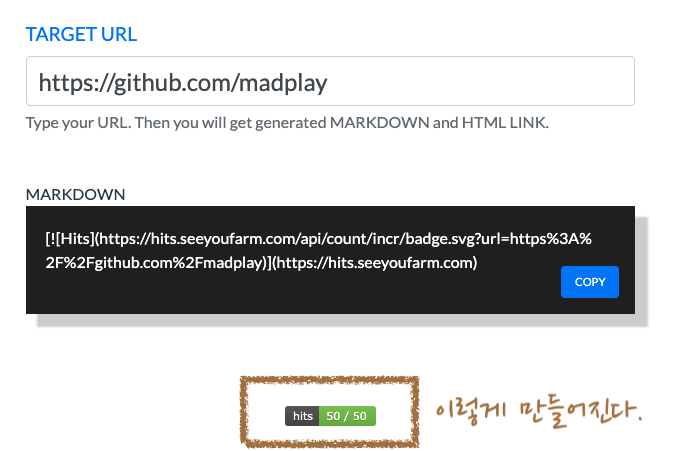 TARGET URL
https://github.com/madplay
Type your URL. Then you will get generated MARKDOWN and HTML LINK.
MARKDOWN
[![Hits](https://hits.seeyoufarm.com/api/count/incr/badge.svg?url=https%3A%
2F%2Fgithub.com%2Fmadplay)](https://hits.seeyoufarm.com)
COPY
hits 50 / 50 이렇게 만들어진다.